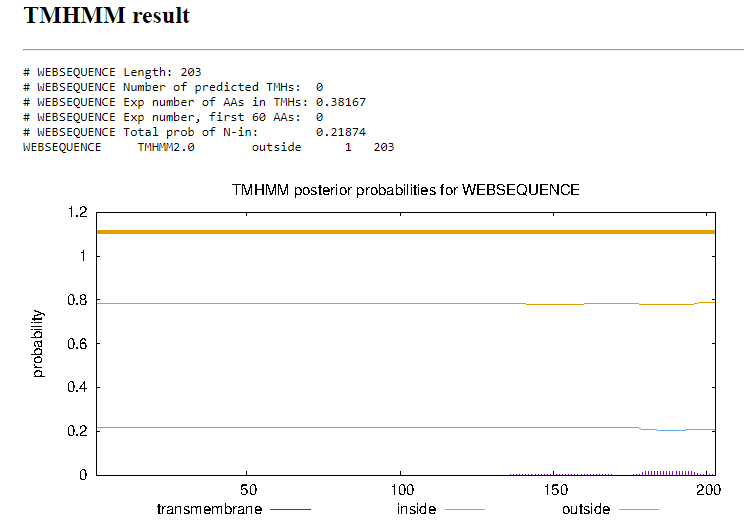 TMHMM result
# WEBSEQUENCE Length: 203
# WEBSEQUENCE Number of predicted TMHs:  0
# WEBSEQUENCE Exp number of AAs in TMHs: 0.38167
# WEBSEQUENCE Exp number, first 60 AAs:  0
# WEBSEQUENCE Total prob of N-in:        0.21874
WEBSEQUENCE     TMHMM2.0        outside      1   203
TMHMM posterior probabilities for WEBSEQUENCE
1.2
1
0.8
0.6
0.4
0.2
0
probability
50 100 150 200
transmembrane inside outside